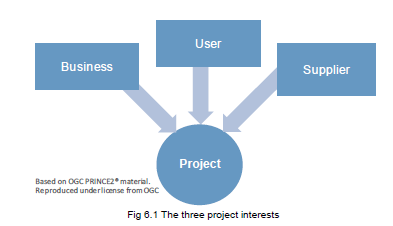 User
Business
Supplier
Project
Based on OGC PRINCE2® material.
Reproduced under license from OGC
Fig 6.1 The three project interests